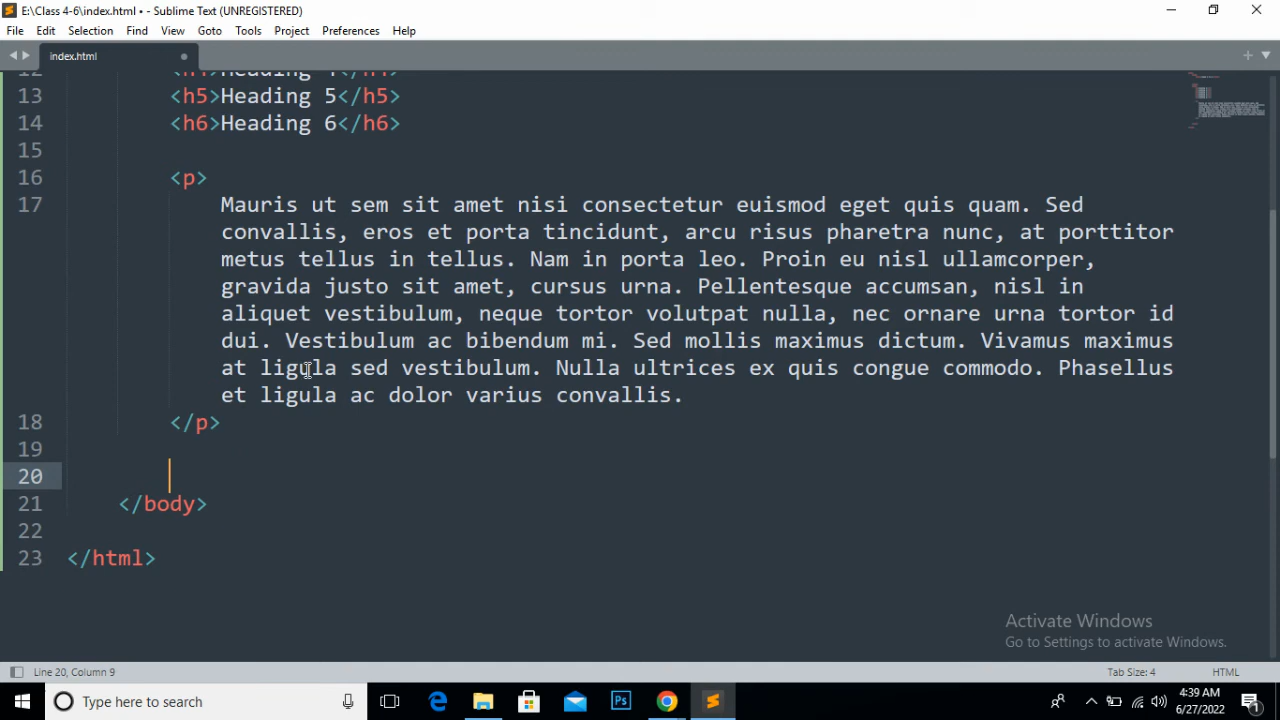 E:\Class 4-6\index.html • - Sublime Text (UNREGISTERED)
File Edit Selection Find View Goto Tools Project Preferences Help
index.html
12 <h4>Heading 4</h4>
13 <h5>Heading 5</h5>
14 <h6>Heading 6</h6>
15
16 <p>
17 Mauris ut sem sit amet nisi consectetur euismod eget quis quam. Sed
convallis, eros et porta tincidunt, arcu risus pharetra nunc, at porttitor
metus tellus in tellus. Nam in porta leo. Proin eu nisl ullamcorper,
gravida justo sit amet, cursus urna. Pellentesque accumsan, nisl in
aliquet vestibulum, neque tortor volutpat nulla, nec ornare urna tortor id
dui. Vestibulum ac bibendum mi. Sed mollis maximus dictum. Vivamus maximus
at ligula sed vestibulum. Nulla ultrices ex quis congue commodo. Phasellus
et ligula ac dolor varius convallis.
18 </p>
19
20
21 </body>
22
23 </html>
Activate Windows
Go to Settings to activate Windows.
Line 20, Column 9 Tab Size: 4 HTML
Type here to search
4:39 AM
6/27/2022
1